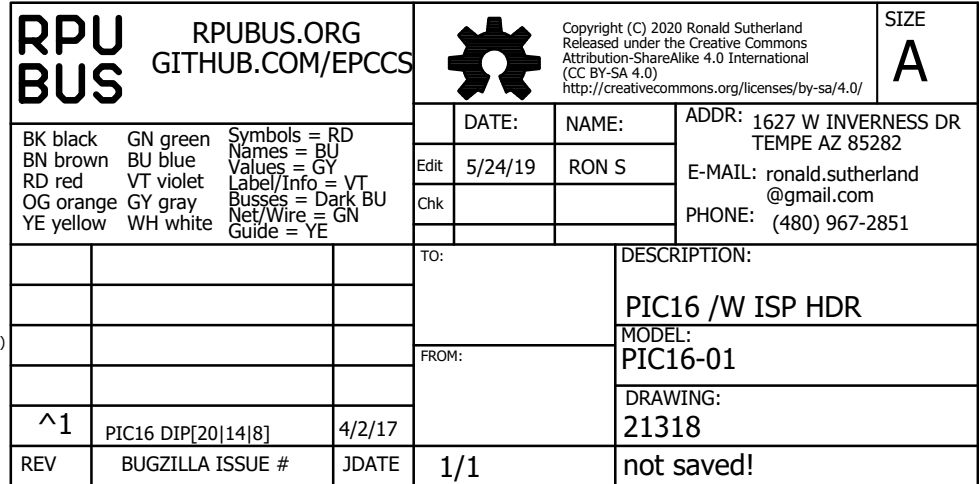 RPU
BUS
RPUBUS.ORG
GITHUB.COM/EPCCS
Copyright (C) 2020 Ronald Sutherland
Released under the Creative Commons
Attribution-ShareAlike 4.0 International
(CC BY-SA 4.0)
http://creativecommons.org/licenses/by-sa/4.0/
SIZE
A
BK black
BN brown
RD red
OG orange
YE yellow
GN green
BU blue
VT violet
GY gray
WH white
Symbols = RD
Names = BU
Values = GY
Label/Info = VT
Busses = Dark BU
Net/Wire = GN
Guide = YE
DATE: NAME:
Edit 5/24/19 RON S
Chk
ADDR: 1627 W INVERNESS DR
TEMPE AZ 85282
E-MAIL: ronald.sutherland
@gmail.com
PHONE: (480) 967-2851
)
^1 PIC16 DIP[20|14|8] 4/2/17
REV BUGZILLA ISSUE # JDATE
TO:
FROM:
1/1
DESCRIPTION:
PIC16 /W ISP HDR
MODEL:
PIC16-01
DRAWING:
21318
not saved!